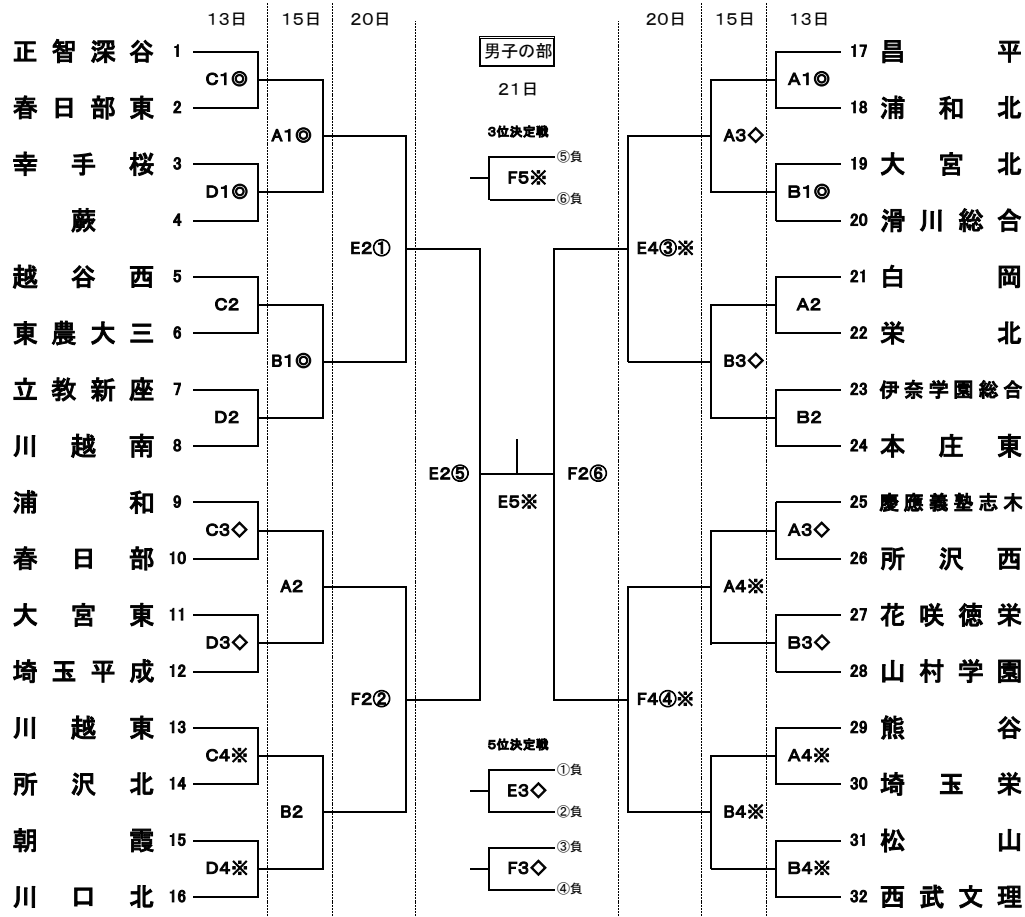 13日 15日 20日 20日 15日 13日
男子の部
21日
正智深谷 1
C1◎
春日部東 2
A1◎
幸手桜 3
D1◎
蕨 4
E2①
越谷西 5
C2
東農大三 6
B1◎
立教新座 7
D2
川越南 8
E2⑤
浦和 9
C3◇
春日部 10
A2
大宮東 11
D3◇
埼玉平成 12
F2②
川越東 13
C4※
所沢北 14
B2
朝霞 15
D4※
川口北 16
3位決定戦
⑤負
F5※
⑥負
E5※
5位決定戦
①負
E3◇
②負
③負
F3◇
④負
17 昌平
A1◎
18 浦和北
A3◇
19 大宮北
B1◎
20 滑川総合
E4③※
21 白岡
A2
22 栄北
B3◇
23 伊奈学園総合
B2
24 本庄東
F2⑥
25 慶應義塾志木
A3◇
26 所沢西
A4※
27 花咲徳栄
B3◇
28 山村学園
F4④※
29 熊谷
A4※
30 埼玉栄
B4※
31 松山
B4※
32 西武文理